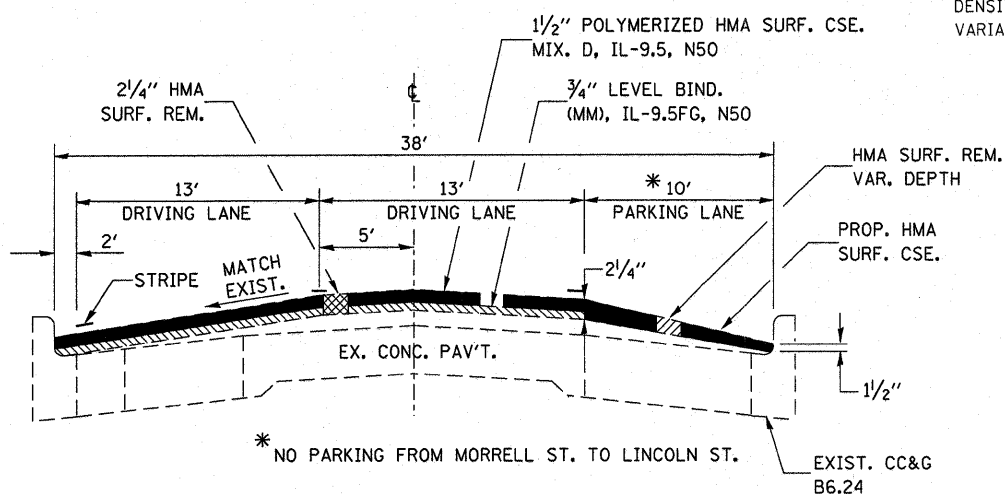 DENSI
VARIA
1½" POLYMERIZED HMA SURF. CSE.
MIX. D, IL-9.5, N50
2¼" HMA
SURF. REM.
℄
¾" LEVEL BIND.
(MM), IL-9.5FG, N50
38'
HMA SURF. REM.
VAR. DEPTH
13'
DRIVING LANE
13'
DRIVING LANE
* 10'
PARKING LANE
PROP. HMA
SURF. CSE.
2'
5'
STRIPE
MATCH
EXIST.
2¼"
EX. CONC. PAV'T.
1½"
* NO PARKING FROM MORRELL ST. TO LINCOLN ST.
EXIST. CC&G
B6.24